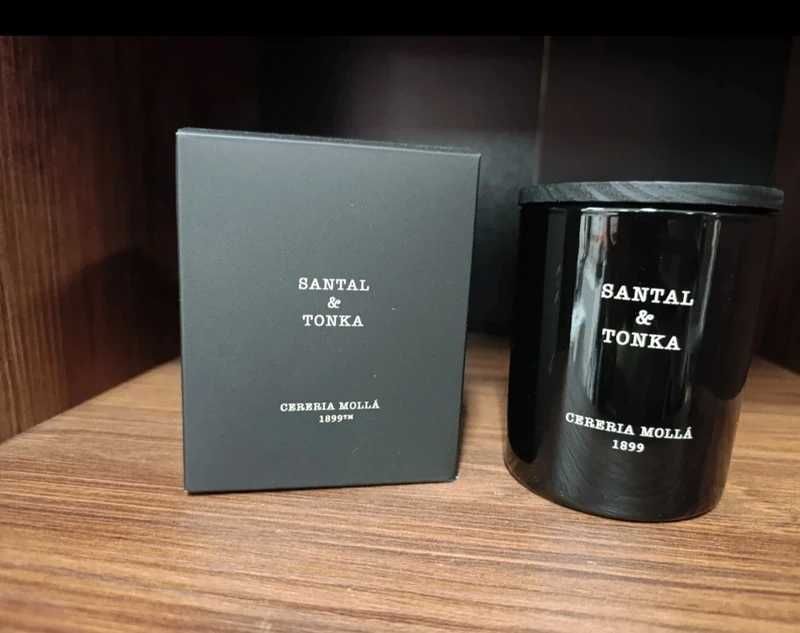 SANTAL
&
TONKA
CERERIA MOLLÁ
1899™
SANTAL
&
TONKA
CERERIA MOLLÁ
1899